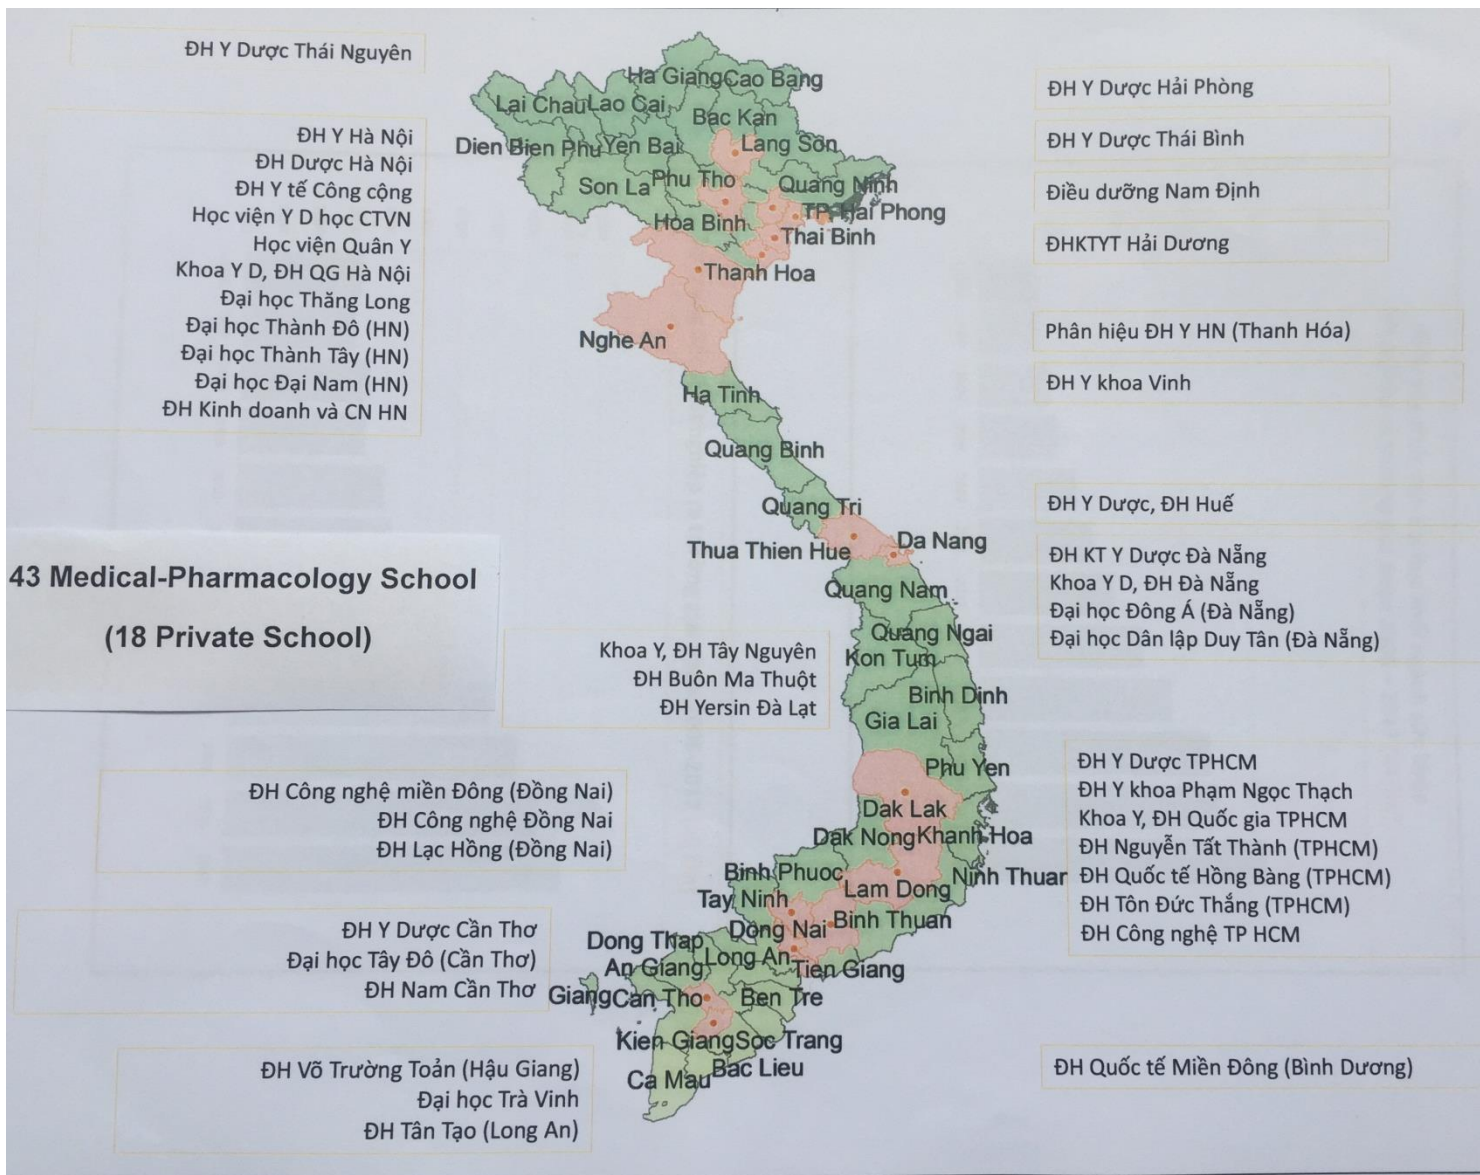 ĐH Y Dược Thái Nguyên
ĐH Y Hà Nội
ĐH Dược Hà Nội
ĐH Y tế Công cộng
Học viện Y D học CTVN
Học viện Quân Y
Khoa Y D, ĐH QG Hà Nội
Đại học Thăng Long
Đại học Thành Đô (HN)
Đại học Thành Tây (HN)
Đại học Đại Nam (HN)
ĐH Kinh doanh và CN HN
43 Medical-Pharmacology School
(18 Private School)
Khoa Y, ĐH Tây Nguyên
ĐH Buôn Ma Thuột
ĐH Yersin Đà Lạt
ĐH Công nghệ miền Đông (Đồng Nai)
ĐH Công nghệ Đồng Nai
ĐH Lạc Hồng (Đồng Nai)
ĐH Y Dược Cần Thơ
Đại học Tây Đô (Cần Thơ)
ĐH Nam Cần Thơ
ĐH Võ Trường Toản (Hậu Giang)
Đại học Trà Vinh
ĐH Tân Tạo (Long An)
Ha Giang
Cao Bang
Lai Chau
Lao Cai
Bac Kan
Dien Bien Phu
Yen Bai
Lang Son
Son La
Phu Tho
Quang Ninh
Hoa Binh
TP. Hai Phong
Thai Binh
Thanh Hoa
Nghe An
Ha Tinh
Quang Binh
Quang Tri
Thua Thien Hue
Da Nang
Quang Nam
Quang Ngai
Kon Tum
Binh Dinh
Gia Lai
Phu Yen
Dak Lak
Dak Nong
Khanh Hoa
Binh Phuoc
Lam Dong
Ninh Thuan
Tay Ninh
Dong Nai
Binh Thuan
Dong Thap
Long An
An Giang
Tien Giang
Giang
Can Tho
Ben Tre
Kien Giang
Soc Trang
Ca Mau
Bac Lieu
ĐH Y Dược Hải Phòng
ĐH Y Dược Thái Bình
Điều dưỡng Nam Định
ĐHKTYT Hải Dương
Phân hiệu ĐH Y HN (Thanh Hóa)
ĐH Y khoa Vinh
ĐH Y Dược, ĐH Huế
ĐH KT Y Dược Đà Nẵng
Khoa Y D, ĐH Đà Nẵng
Đại học Đông Á (Đà Nẵng)
Đại học Dân lập Duy Tân (Đà Nẵng)
ĐH Y Dược TPHCM
ĐH Y khoa Phạm Ngọc Thạch
Khoa Y, ĐH Quốc gia TPHCM
ĐH Nguyễn Tất Thành (TPHCM)
ĐH Quốc tế Hồng Bàng (TPHCM)
ĐH Tôn Đức Thắng (TPHCM)
ĐH Công nghệ TP HCM
ĐH Quốc tế Miền Đông (Bình Dương)